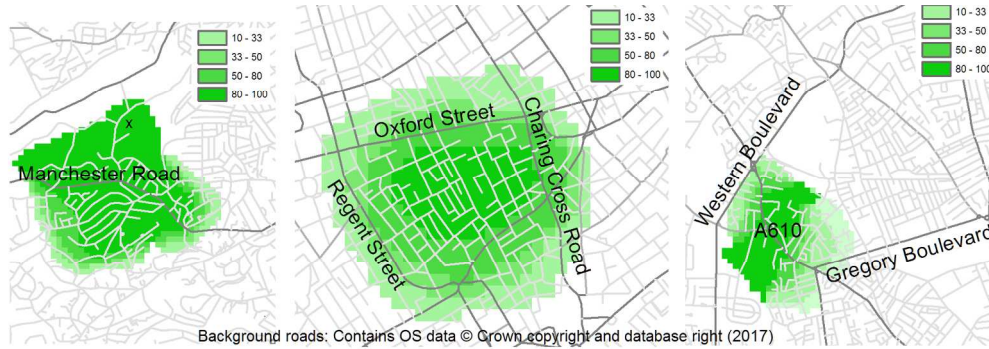 10 - 33
33 - 50
50 - 80
80 - 100
x
Manchester Road
10 - 33
33 - 50
50 - 80
80 - 100
Oxford Street
Charing Cross Road
Regent Street
10 - 33
33 - 50
50 - 80
80 - 100
Western Boulevard
A610
Gregory Boulevard
Background roads: Contains OS data © Crown copyright and database right (2017)